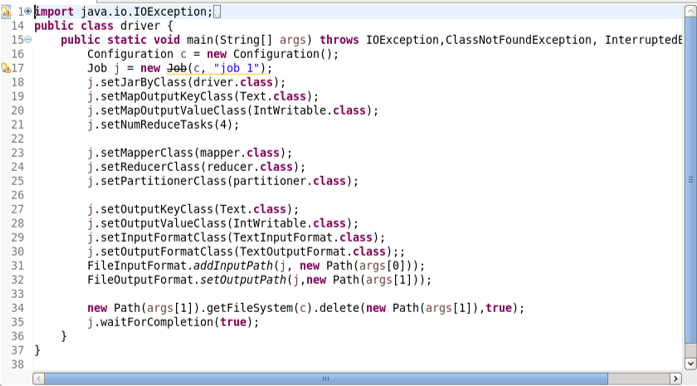 1 import java.io.IOException;
14 public class driver {
15     public static void main(String[] args) throws IOException,ClassNotFoundException, InterruptedE
16         Configuration c = new Configuration();
17         Job j = new Job(c, "job 1");
18         j.setJarByClass(driver.class);
19         j.setMapOutputKeyClass(Text.class);
20         j.setMapOutputValueClass(IntWritable.class);
21         j.setNumReduceTasks(4);
22
23         j.setMapperClass(mapper.class);
24         j.setReducerClass(reducer.class);
25         j.setPartitionerClass(partitioner.class);
26
27         j.setOutputKeyClass(Text.class);
28         j.setOutputValueClass(IntWritable.class);
29         j.setInputFormatClass(TextInputFormat.class);
30         j.setOutputFormatClass(TextOutputFormat.class);;
31         FileInputFormat.addInputPath(j, new Path(args[0]));
32         FileOutputFormat.setOutputPath(j,new Path(args[1]));
33
34         new Path(args[1]).getFileSystem(c).delete(new Path(args[1]),true);
35         j.waitForCompletion(true);
36     }
37 }
38